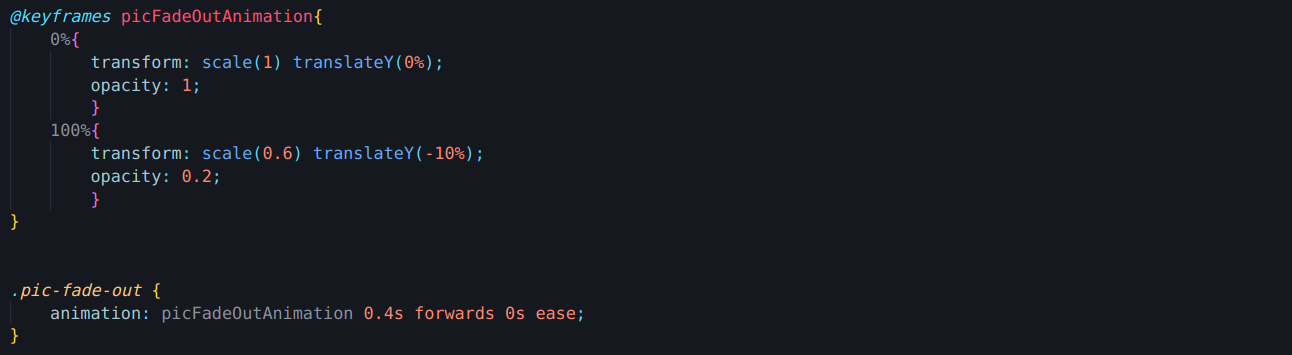 @keyframes picFadeOutAnimation{
    0%{
        transform: scale(1) translateY(0%);
        opacity: 1;
        }
    100%{
        transform: scale(0.6) translateY(-10%);
        opacity: 0.2;
        }
}
.pic-fade-out {
    animation: picFadeOutAnimation 0.4s forwards 0s ease;
}